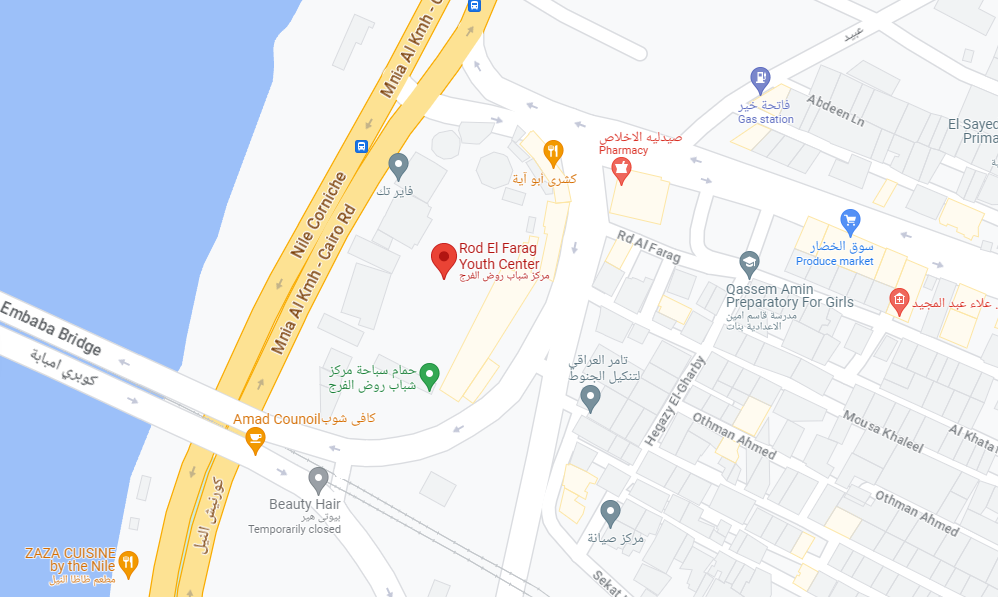 Mnia Al Kmh - C
عبيد
فاتحة خير
Gas station
Abdeen Ln
El Sayed
Prima
صيدليه الاخلاص
Pharmacy
كشرى أبو آية
فاير تك
Nile Corniche
Mnia Al Kmh - Cairo Rd
Rod El Farag
Youth Center
مركز شباب روض الفرج
Rd Al Farag
سوق الخضار
Produce market
Qassem Amin
Preparatory For Girls
مدرسة قاسم امين
الاعدادية بنات
علاء عبد المجيد
Embaba Bridge
كوبري امبابة
حمام سباحة مركز
شباب روض الفرج
تامر العراقي
لتنكيل الجنوط
Hegazy El-Gharby
Amad Counoil كافى شوب
Othman Ahmed
Mousa Khaleel
Al Khata
Beauty Hair
بيوتي هير
Temporarily closed
كورنيش النيل
Othman Ahmed
مركز صيانة
ZAZA CUISINE
by the Nile
مطعم ظاظا النيل
Sekat